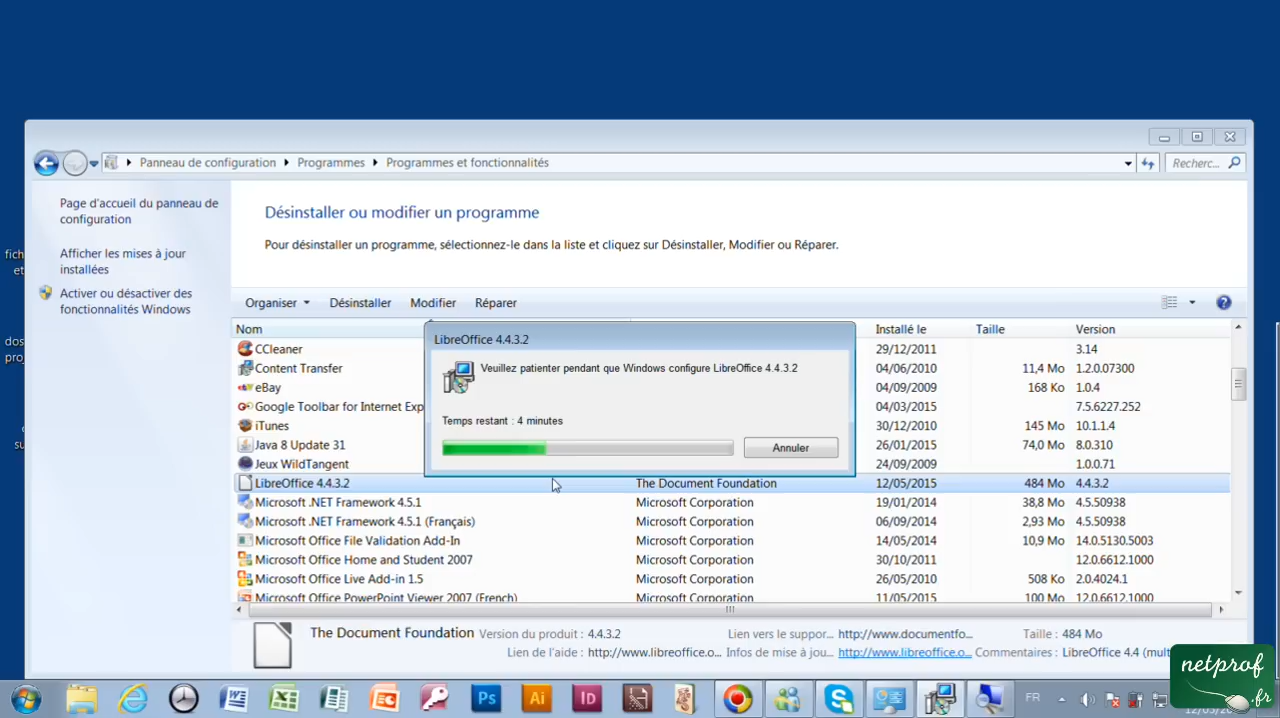 Panneau de configuration Programmes Programmes et fonctionnalités Recherc...
Page d'accueil du panneau de
configuration
Afficher les mises à jour
installées
Activer ou désactiver des
fonctionnalités Windows
Désinstaller ou modifier un programme
Pour désinstaller un programme, sélectionnez-le dans la liste et cliquez sur Désinstaller, Modifier ou Réparer.
fich
et
dos
proj
su
Organiser Désinstaller Modifier Réparer
Nom Installé le Taille Version
CCleaner 29/12/2011 3.14
Content Transfer 04/06/2010 11,4 Mo 1.2.0.07300
eBay 04/09/2009 168 Ko 1.0.4
Google Toolbar for Internet Exp 04/03/2015 7.5.6227.252
iTunes 30/12/2010 145 Mo 10.1.1.4
Java 8 Update 31 26/01/2015 74,0 Mo 8.0.310
Jeux WildTangent 24/09/2009 1.0.0.71
LibreOffice 4.4.3.2 The Document Foundation 12/05/2015 484 Mo 4.4.3.2
Microsoft .NET Framework 4.5.1 Microsoft Corporation 19/01/2014 38,8 Mo 4.5.50938
Microsoft .NET Framework 4.5.1 (Français) Microsoft Corporation 06/09/2014 2,93 Mo 4.5.50938
Microsoft Office File Validation Add-In Microsoft Corporation 14/05/2014 10,9 Mo 14.0.5130.5003
Microsoft Office Home and Student 2007 Microsoft Corporation 30/10/2011 12.0.6612.1000
Microsoft Office Live Add-in 1.5 Microsoft Corporation 26/05/2010 508 Ko 2.0.4024.1
Microsoft Office PowerPoint Viewer 2007 (French) Microsoft Corporation 11/05/2015 100 Mo 12.0.6612.1000
LibreOffice 4.4.3.2
Veuillez patienter pendant que Windows configure LibreOffice 4.4.3.2
Temps restant : 4 minutes
Annuler
The Document Foundation Version du produit : 4.4.3.2 Lien vers le suppor... http://www.documentfo... Taille : 484 Mo
Lien de l'aide : http://www.libreoffice.o... Infos de mise à jou... http://www.libreoffice.o... Commentaires : LibreOffice 4.4 (mult
Ps Ai Id FR
netprof
.fr